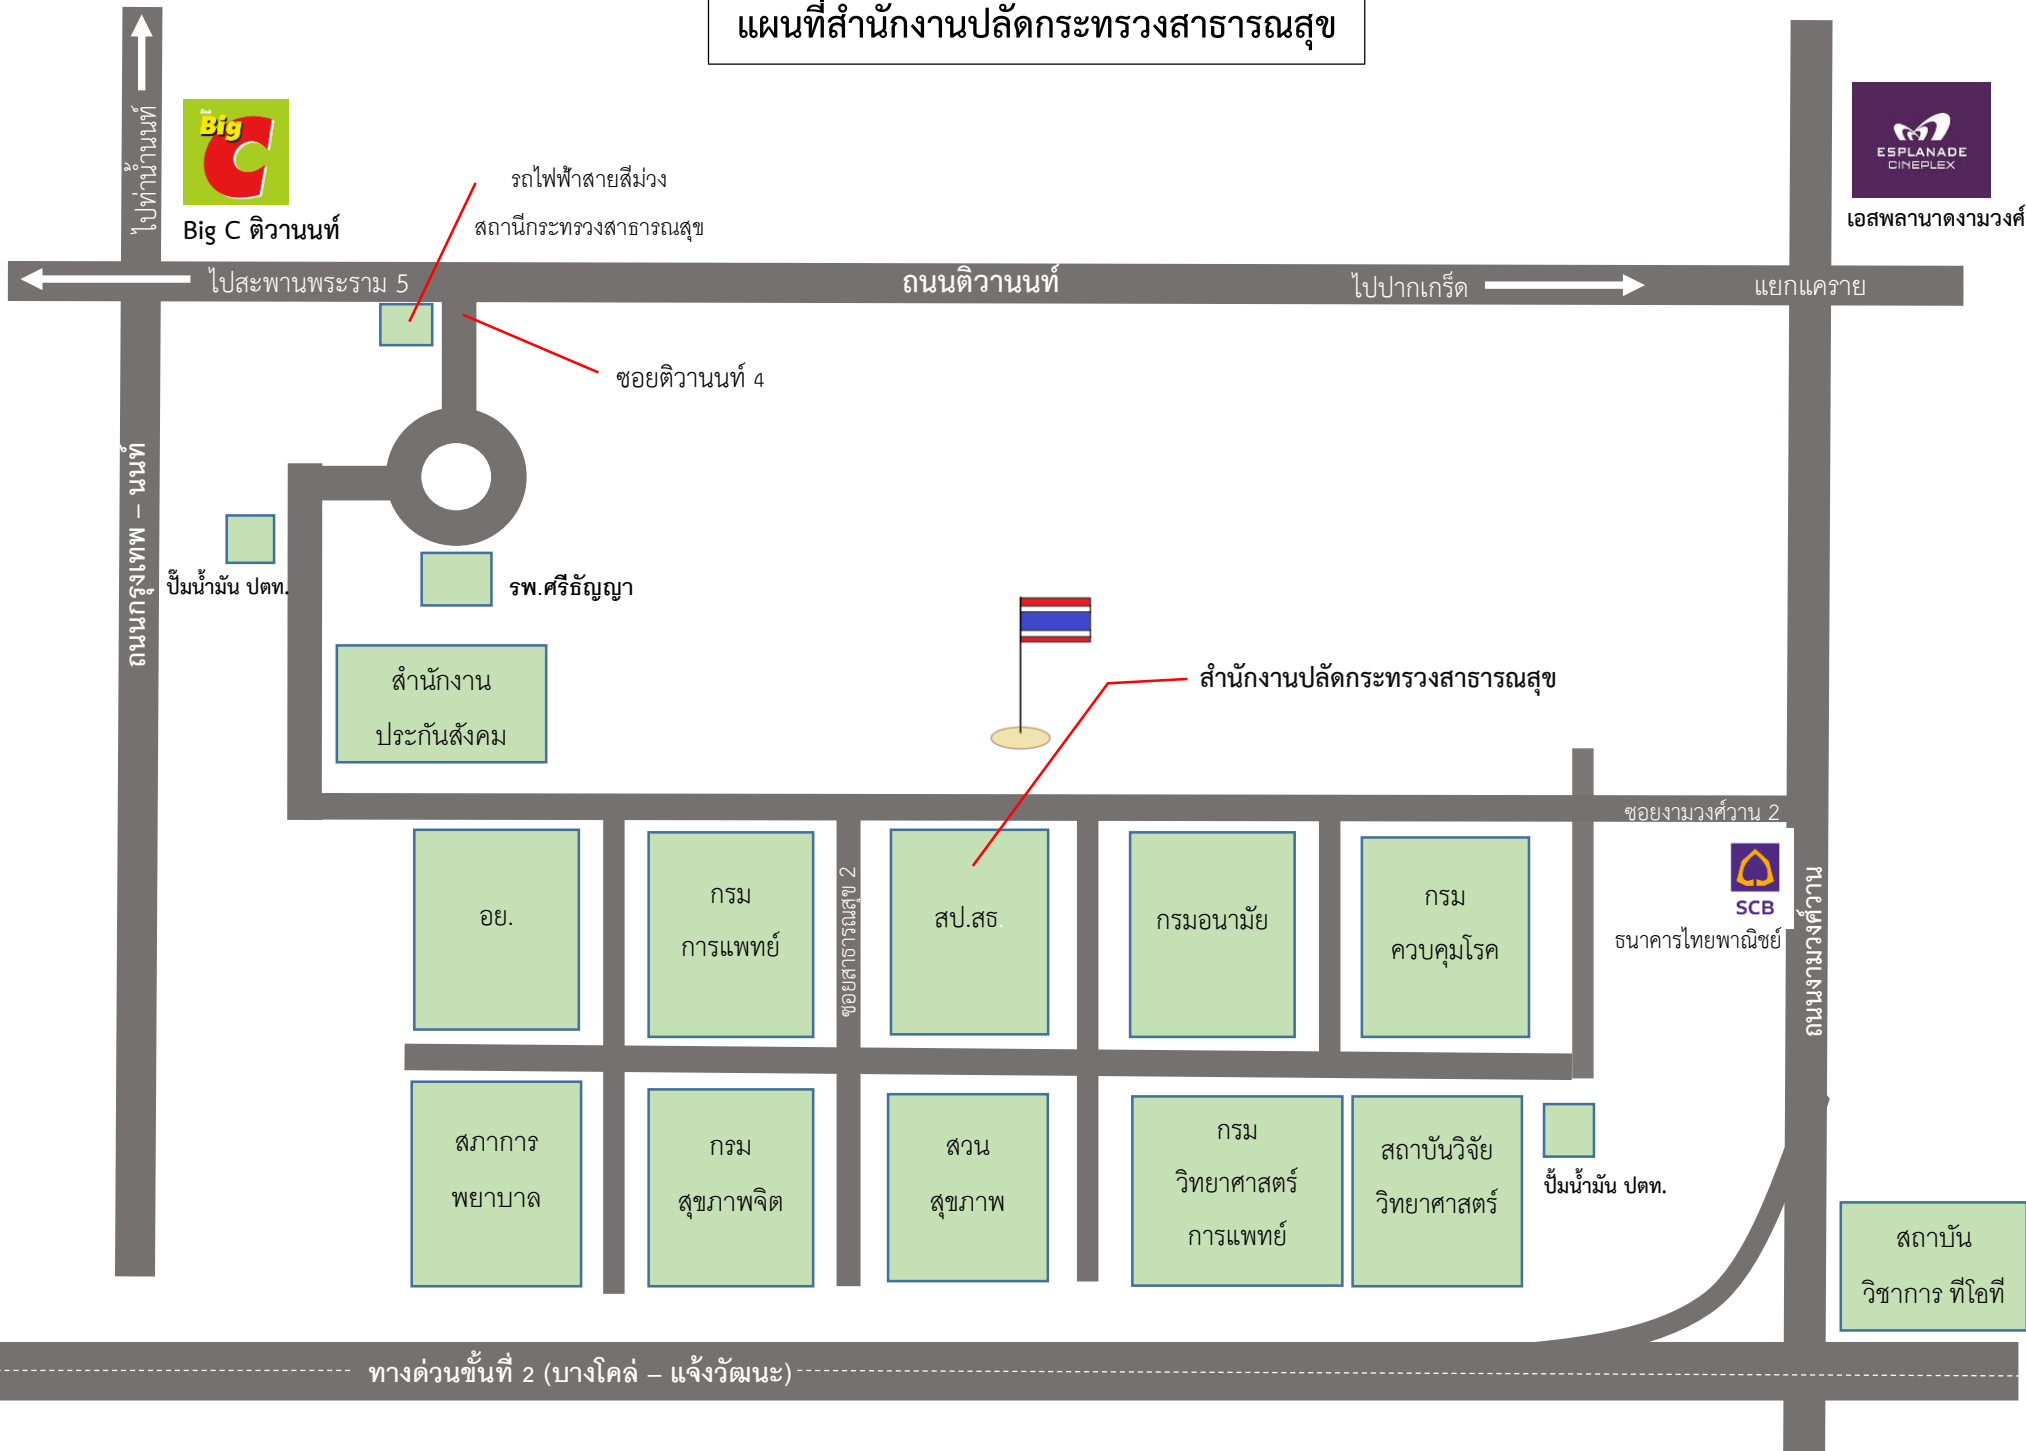 แผนที่สำนักงานปลัดกระทรวงสาธารณสุข
ไปท่าน้ำนนท์
Big C
Big C ติวานนท์
รถไฟฟ้าสายสีม่วง
สถานีกระทรวงสาธารณสุข
ESPLANADE
CINEPLEX
เอสพลานาดงามวงศ์
ไปสะพานพระราม 5
ถนนติวานนท์
ไปปากเกร็ด
แยกแคราย
ซอยติวานนท์ 4
ถนนกรุงเทพ – นนท์
ปั๊มน้ำมัน ปตท.
รพ.ศรีธัญญา
สำนักงาน
ประกันสังคม
สำนักงานปลัดกระทรวงสาธารณสุข
ซอยงามวงศ์วาน 2
อย.
กรม
การแพทย์
ซอยสาธารณสุข 2
สป.สธ.
กรมอนามัย
กรม
ควบคุมโรค
SCB
ธนาคารไทยพาณิชย์
ถนนงามวงศ์วาน
สภาการ
พยาบาล
กรม
สุขภาพจิต
สวน
สุขภาพ
กรม
วิทยาศาสตร์
การแพทย์
สถาบันวิจัย
วิทยาศาสตร์
ปั้มน้ำมัน ปตท.
สถาบัน
วิชาการ ทีโอที
ทางด่วนขั้นที่ 2 (บางโคล่ – แจ้งวัฒนะ)